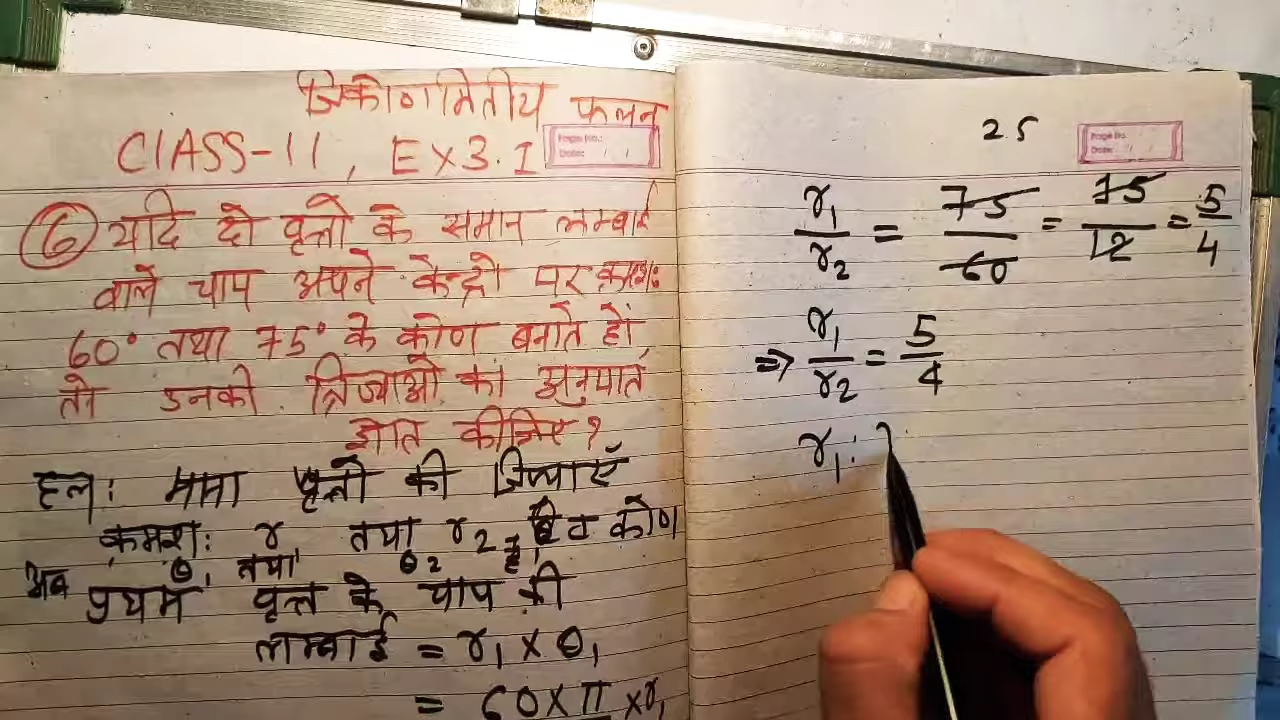 त्रिकोणमितीय फलन
CLASS-11, EX 3.1
Page No.:
Date: / /
⑥ यदि दो वृत्तो के समान लम्बाई
वाले चाप अपने केन्द्रो पर क्रमश:
60° तथा 75° के कोण बनाते हों,
तो उनकी त्रिज्याओ का अनुपात
ज्ञात कीजिए?
हल: माना वृत्तो की त्रिज्याएँ
क्रमश: r तथा r2 है, कोण
θ1 तथा θ2 है
अब प्रथम वृत्त के चाप की
लम्बाई = r1 × θ1
= 60 × π × r1
25
Page No.
Date: / /
r1/r2 = 75/60 = 15/12 = 5/4
⇒ r1/r2 = 5/4
r1 :